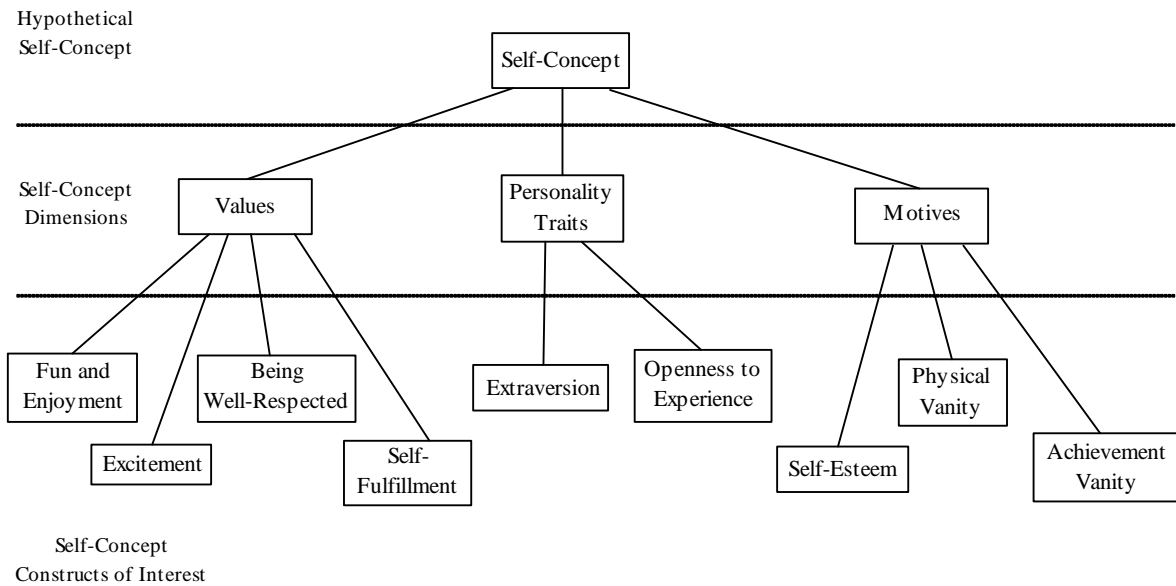 Hypothetical
Self-Concept
Self-Concept
Self-Concept
Dimensions
Values
Personality
Traits
Motives
Fun and
Enjoyment
Being
Well-Respected
Extraversion
Openness to
Experience
Physical
Vanity
Excitement
Self-
Fulfillment
Self-Esteem
Achievement
Vanity
Self-Concept
Constructs of Interest